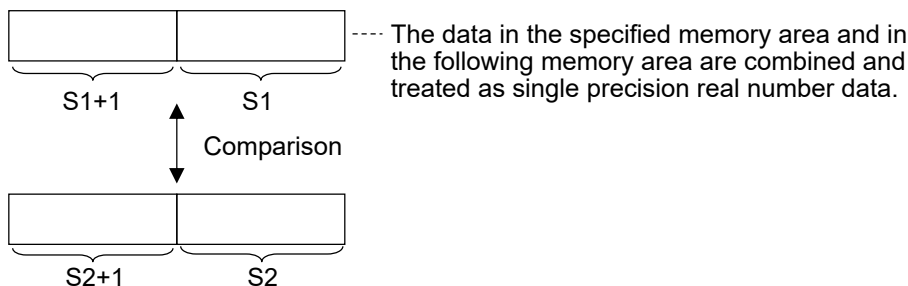 The data in the specified memory area and in
the following memory area are combined and
treated as single precision real number data.
S1+1
S1
Comparison
S2+1
S2